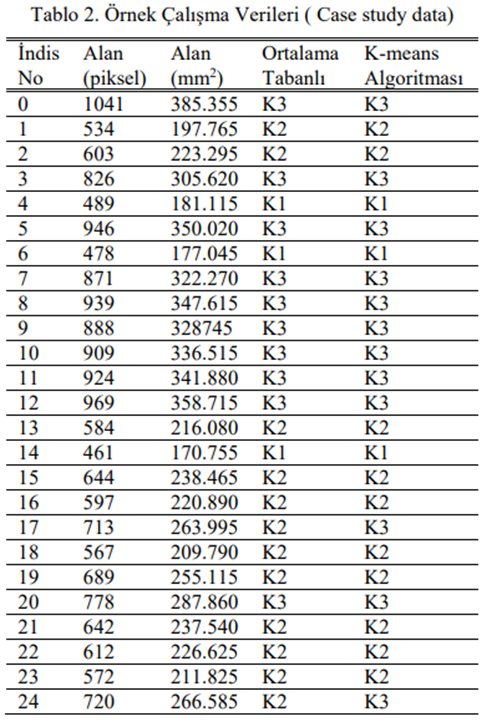 Tablo 2. Örnek Çalışma Verileri ( Case study data)
İndis No Alan (piksel) Alan (mm²) Ortalama Tabanlı K-means Algoritması
0 1041 385.355 K3 K3
1 534 197.765 K2 K2
2 603 223.295 K2 K2
3 826 305.620 K3 K3
4 489 181.115 K1 K1
5 946 350.020 K3 K3
6 478 177.045 K1 K1
7 871 322.270 K3 K3
8 939 347.615 K3 K3
9 888 328745 K3 K3
10 909 336.515 K3 K3
11 924 341.880 K3 K3
12 969 358.715 K3 K3
13 584 216.080 K2 K2
14 461 170.755 K1 K1
15 644 238.465 K2 K2
16 597 220.890 K2 K2
17 713 263.995 K2 K3
18 567 209.790 K2 K2
19 689 255.115 K2 K2
20 778 287.860 K3 K3
21 642 237.540 K2 K2
22 612 226.625 K2 K2
23 572 211.825 K2 K2
24 720 266.585 K2 K3